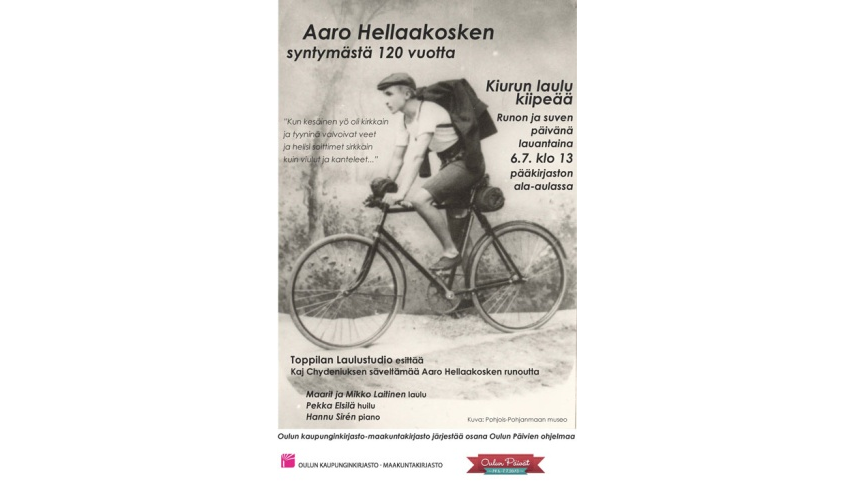 Aaro Hellaakosken
syntymästä 120 vuotta
Kiurun laulu
kiipeää
"Kun kesäinen yö oli kirkkain
ja tyyninä valvoivat veet
ja helisi soittimet sirkkain
kuin viulut ja kanteleet..."
Runon ja suven
päivänä
lauantaina
6.7. klo 13
pääkirjaston
ala-aulassa
Toppilan Laulustudio esittää
Kaj Chydeniuksen säveltämää Aaro Hellaakosken runoutta
Maarit ja Mikko Laitinen laulu
Pekka Elsilä huilu
Hannu Sirén piano
Kuva: Pohjois-Pohjanmaan museo
Oulun kaupunginkirjasto-maakuntakirjasto järjestää osana Oulun Päivien ohjelmaa
OULUN KAUPUNGINKIRJASTO - MAAKUNTAKIRJASTO
Oulun Päivät